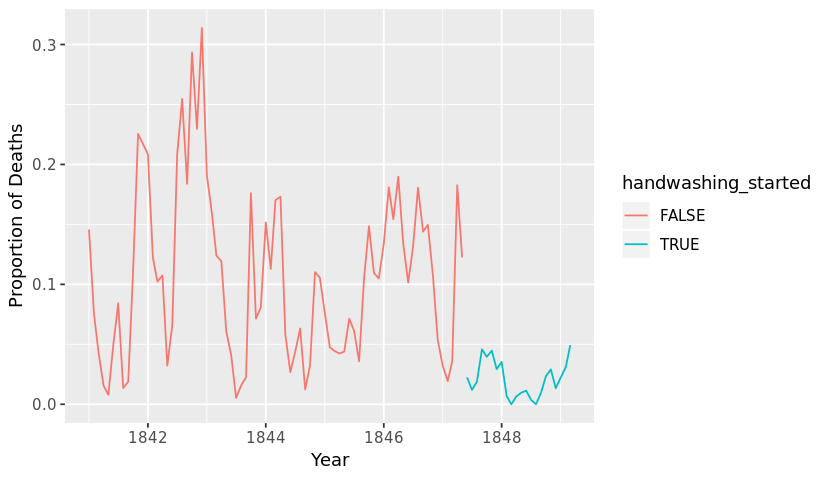 0.3
0.2
0.1
0.0
Proportion of Deaths
1842
1844
1846
1848
Year
handwashing_started
FALSE
TRUE